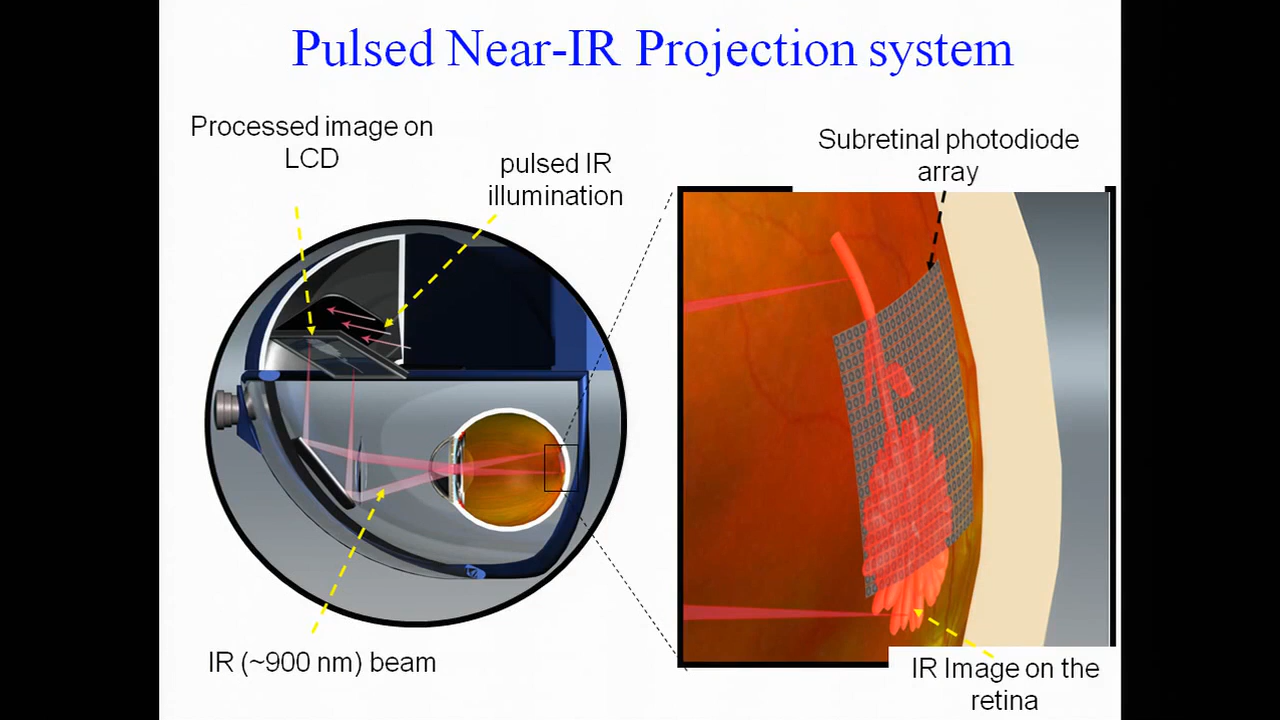 Pulsed Near-IR Projection system
Processed image on
LCD
pulsed IR
illumination
Subretinal photodiode
array
IR (~900 nm) beam
IR Image on the
retina